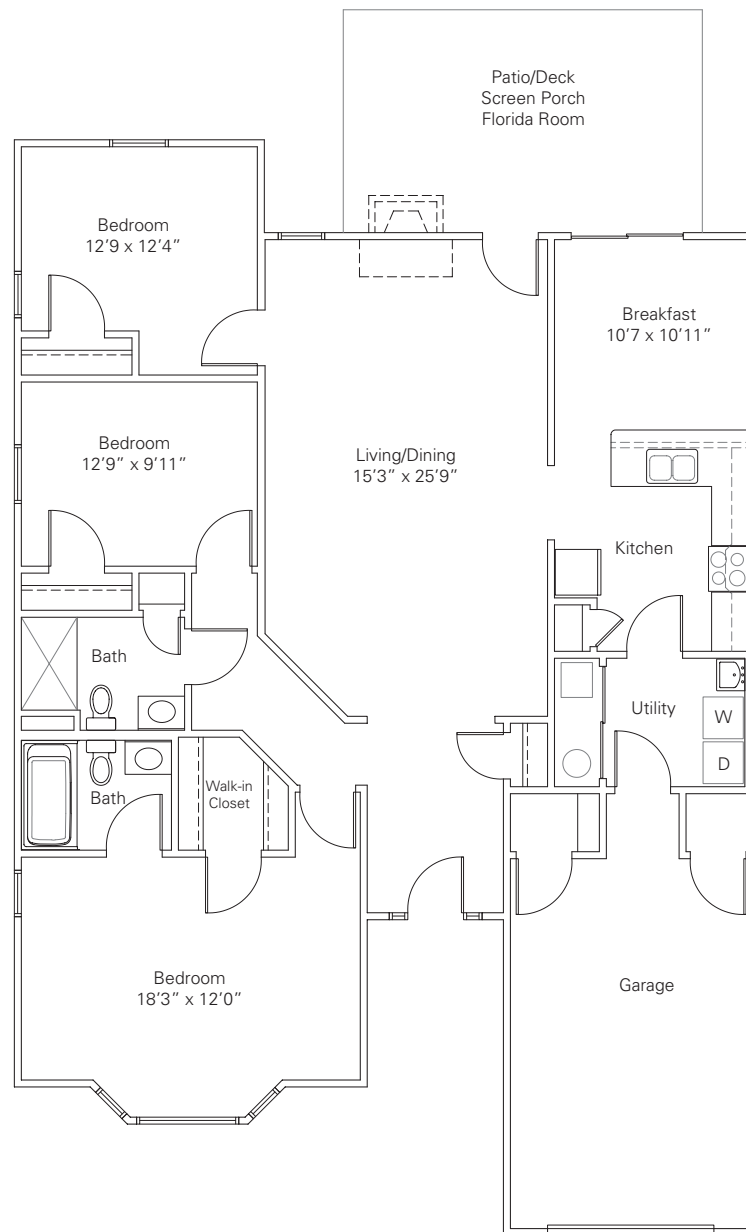 Patio/Deck
Screen Porch
Florida Room
Bedroom
12’9 x 12’4”
Breakfast
10’7 x 10’11”
Bedroom
12’9” x 9’11”
Living/Dining
15’3” x 25’9”
Kitchen
Bath
Utility
W
D
Bath
Walk-in
Closet
Bedroom
18’3” x 12’0”
Garage